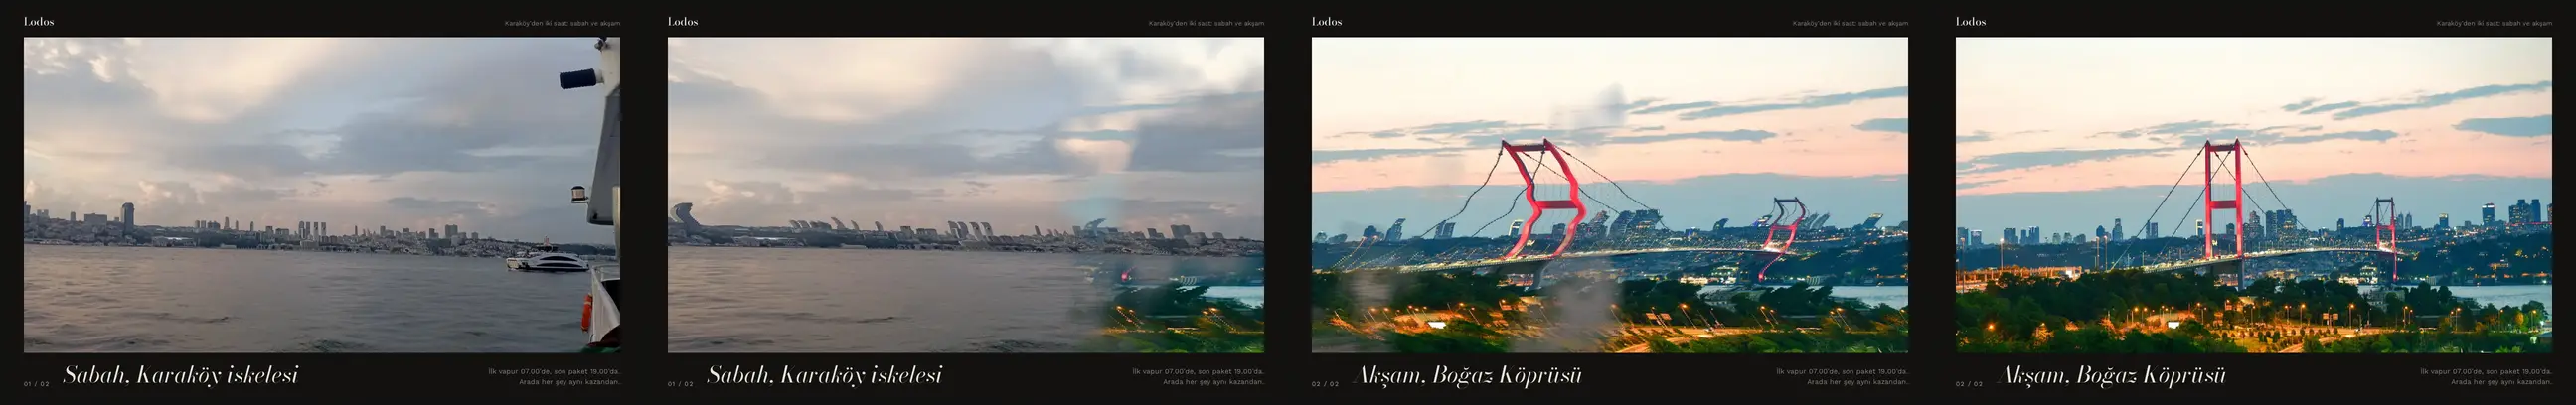 Lodos
Karaköy'den iki saat: sabah ve akşam
01 / 02
Sabah, Karaköy iskelesi
İlk vapur 07.00'de, son paket 19.00'da.
Arada her şey aynı kazandan.
Lodos
Karaköy'den iki saat: sabah ve akşam
01 / 02
Sabah, Karaköy iskelesi
İlk vapur 07.00'de, son paket 19.00'da.
Arada her şey aynı kazandan.
Lodos
Karaköy'den iki saat: sabah ve akşam
02 / 02
Akşam, Boğaz Köprüsü
İlk vapur 07.00'de, son paket 19.00'da.
Arada her şey aynı kazandan.
Lodos
Karaköy'den iki saat: sabah ve akşam
02 / 02
Akşam, Boğaz Köprüsü
İlk vapur 07.00'de, son paket 19.00'da.
Arada her şey aynı kazandan.